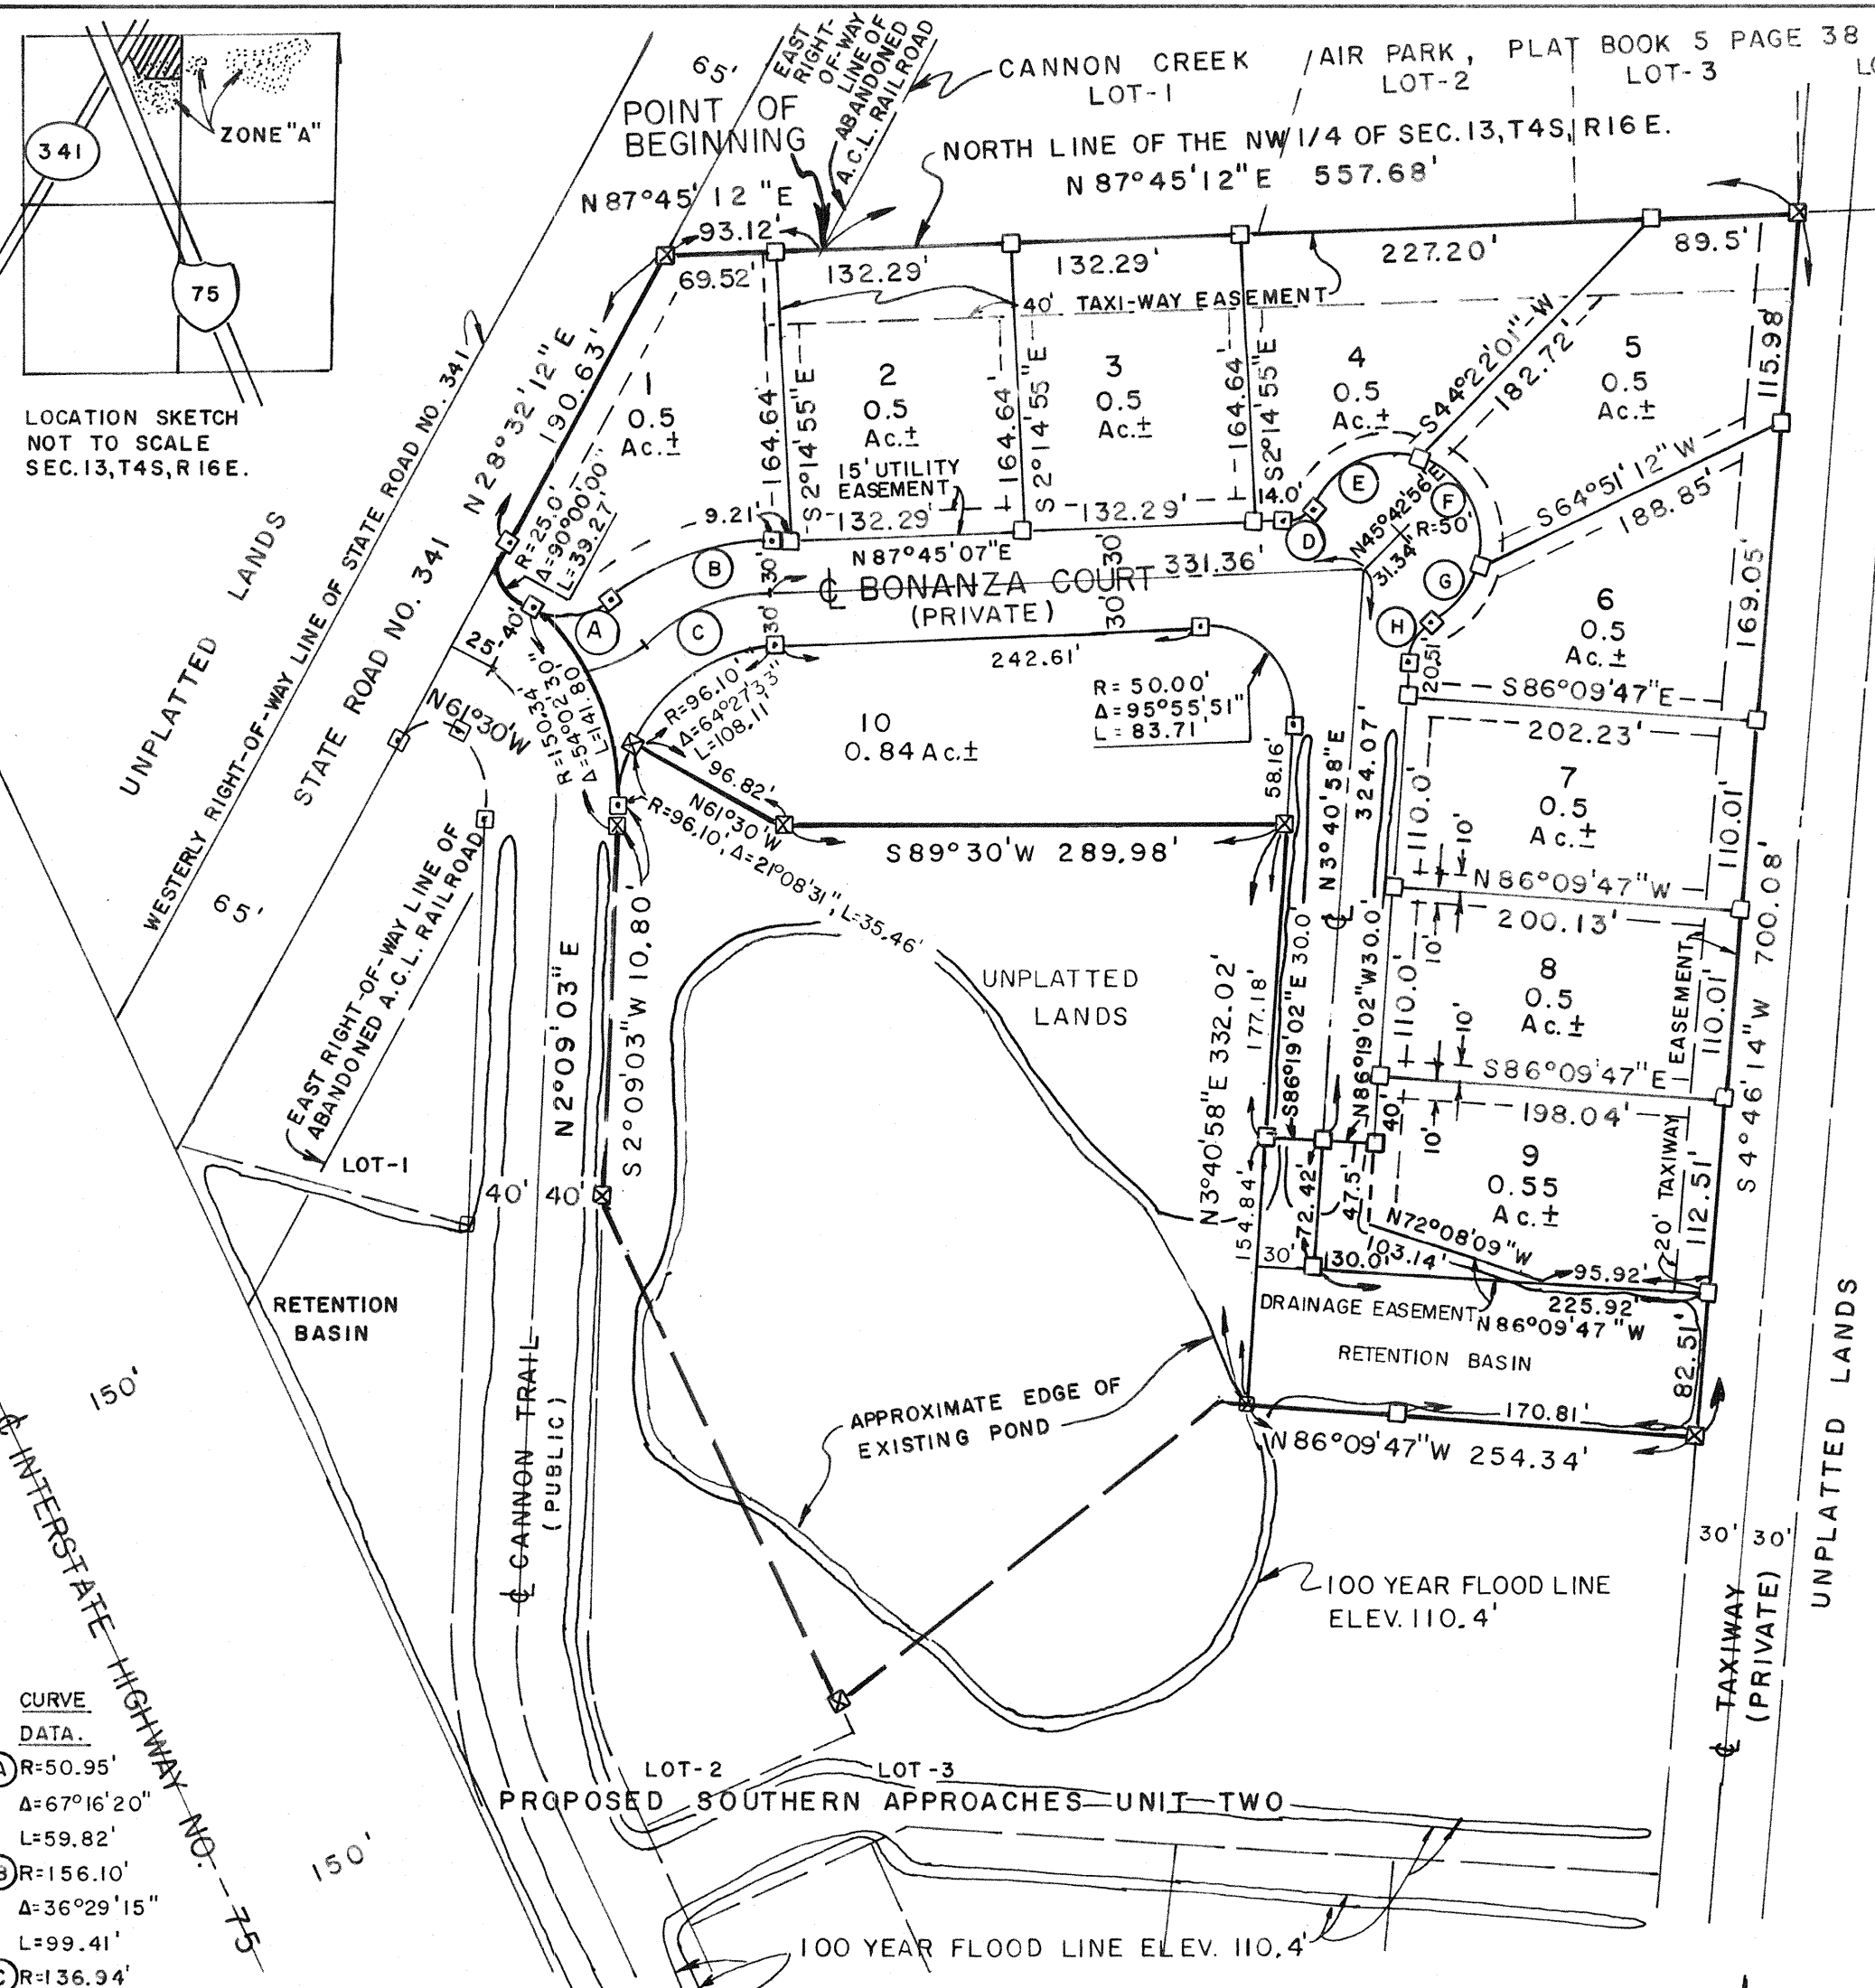 341
75
ZONE "A"
LOCATION SKETCH
NOT TO SCALE
SEC.13,T4S,R16E.
65'
EAST
RIGHT-
OF-WAY
LINE OF
ABANDONED
A.C.L. RAILROAD
CANNON CREEK
LOT-1
AIR PARK, PLAT BOOK 5 PAGE 38
LOT-2
LOT-3
POINT OF
BEGINNING
NORTH LINE OF THE NW 1/4 OF SEC.13,T4S,R16E.
N 87°45'12"E 557.68'
N87°45'12"E
93.12'
69.52'
132.29'
132.29'
227.20'
89.5'
40' TAXI-WAY EASEMENT
N28°32'12"E
190.63'
1
0.5
Ac.±
164.64'
S2°14'55"E
2
0.5
Ac.±
164.64'
S2°14'55"E
3
0.5
Ac.±
164.64'
S2°14'55"E
4
0.5
Ac.±
S44°22'01"W
182.72'
5
0.5
Ac.±
115.98'
15' UTILITY
EASEMENT
R=25.0'
Δ=90°00'00"
L=39.27'
9.21'
132.29'
132.29'
14.0'
S64°51'12"W
188.85'
N87°45'07"E
30'
30'
30'
30'
℄ BONANZA COURT
331.36'
(PRIVATE)
A
B
C
D
E
F
G
H
N45°42'56"E
31.34'
R=50'
169.05'
6
0.5
Ac.±
20.51'
S86°09'47"E
202.23'
242.61'
R=50.00'
Δ=95°55'51"
L=83.71'
10
0.84 Ac.±
R=96.10'
Δ=64°27'33"
L=108.11'
40'
25'
R=150.34'
Δ=54°02'30"
L=141.80'
N61°30'W
96.82'
N61°30'W
R=96.10, Δ=21°08'31", L=35.46'
S89°30'W 289.98'
58.16'
N3°40'58"E
324.07'
℄
110.0'
7
0.5
Ac.±
110.01'
10'
N86°09'47"W
200.13'
10'
110.0'
8
0.5
Ac.±
110.01'
10'
S86°09'47"E
198.04'
10'
20' TAXIWAY EASEMENT
S4°46'14"W 700.08'
9
0.55
Ac.±
112.51'
UNPLATTED LANDS
WESTERLY RIGHT-OF-WAY LINE OF STATE ROAD NO. 341
STATE ROAD NO. 341
65'
EAST RIGHT-OF-WAY LINE OF
ABANDONED A.C.L. RAILROAD
LOT-1
N2°09'03"E
S2°09'03"W 10.80'
40'
40'
UNPLATTED
LANDS
N3°40'58"E 332.02'
177.18'
S86°19'02"E 30.0'
N86°19'02"W 30.0'
40'
154.84'
72.42'
47.5'
30'
130.0'
N72°08'09"W
103.14'
95.92'
225.92'
N86°09'47"W
DRAINAGE EASEMENT
RETENTION BASIN
82.51'
170.81'
N86°09'47"W 254.34'
RETENTION
BASIN
APPROXIMATE EDGE OF
EXISTING POND
100 YEAR FLOOD LINE
ELEV. 110.4'
150'
℄ INTERSTATE HIGHWAY NO. 75
150'
℄ CANNON TRAIL
(PUBLIC)
30'
30'
℄ TAXIWAY
(PRIVATE)
UNPLATTED LANDS
LOT-2
LOT-3
PROPOSED SOUTHERN APPROACHES UNIT TWO
100 YEAR FLOOD LINE ELEV. 110.4'
CURVE
DATA.
A R=50.95'
Δ=67°16'20"
L=59.82'
B R=156.10'
Δ=36°29'15"
L=99.41'
C R=136.94'